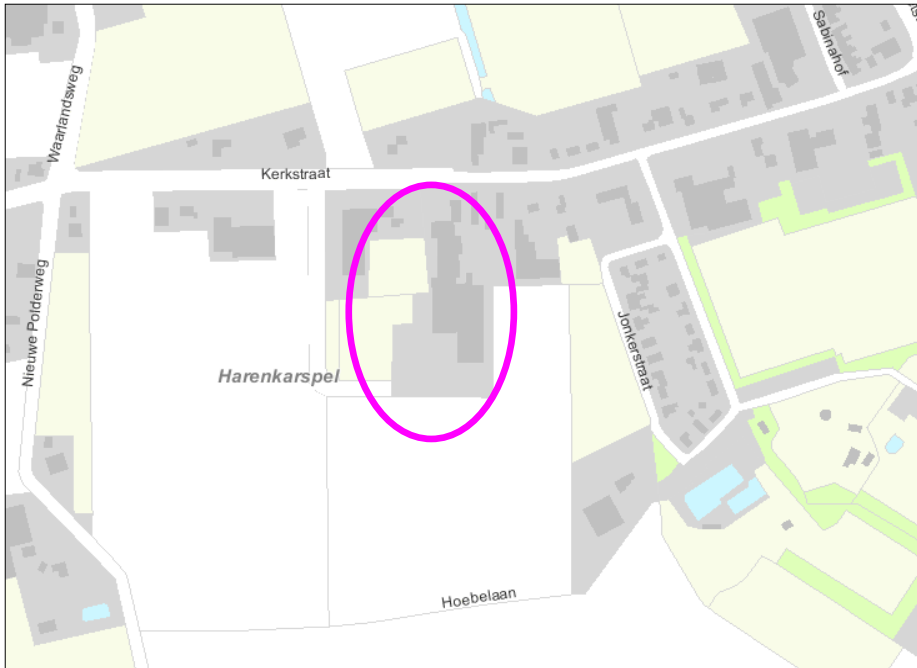 Waarlandsweg
Sabinahof
Kerkstraat
Nieuwe Polderweg
Jonkerstraat
Harenkarspel
Hoebelaan